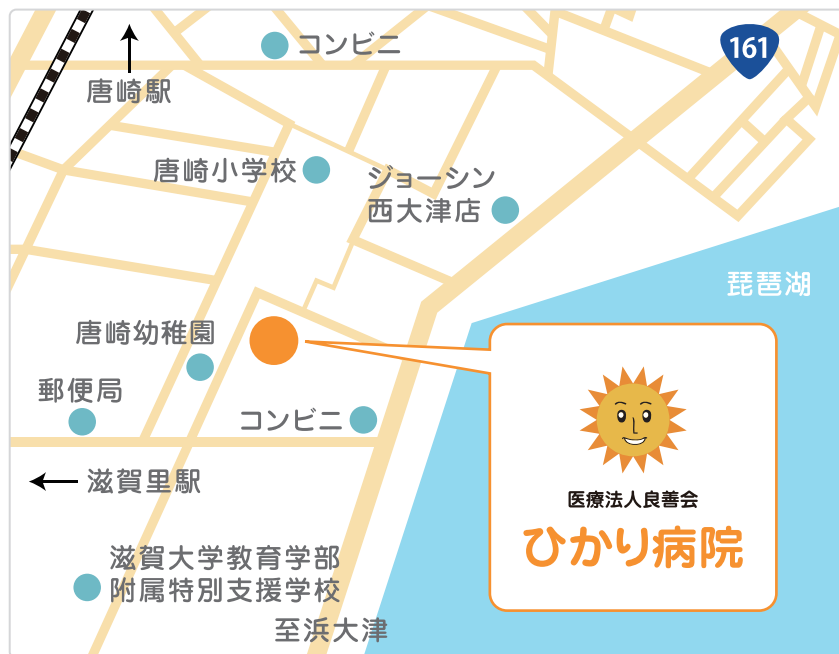 コンビニ
161
唐崎駅
唐崎小学校
ジョーシン
西大津店
琵琶湖
唐崎幼稚園
郵便局
コンビニ
滋賀里駅
医療法人良善会
ひかり病院
滋賀大学教育学部
附属特別支援学校
至浜大津